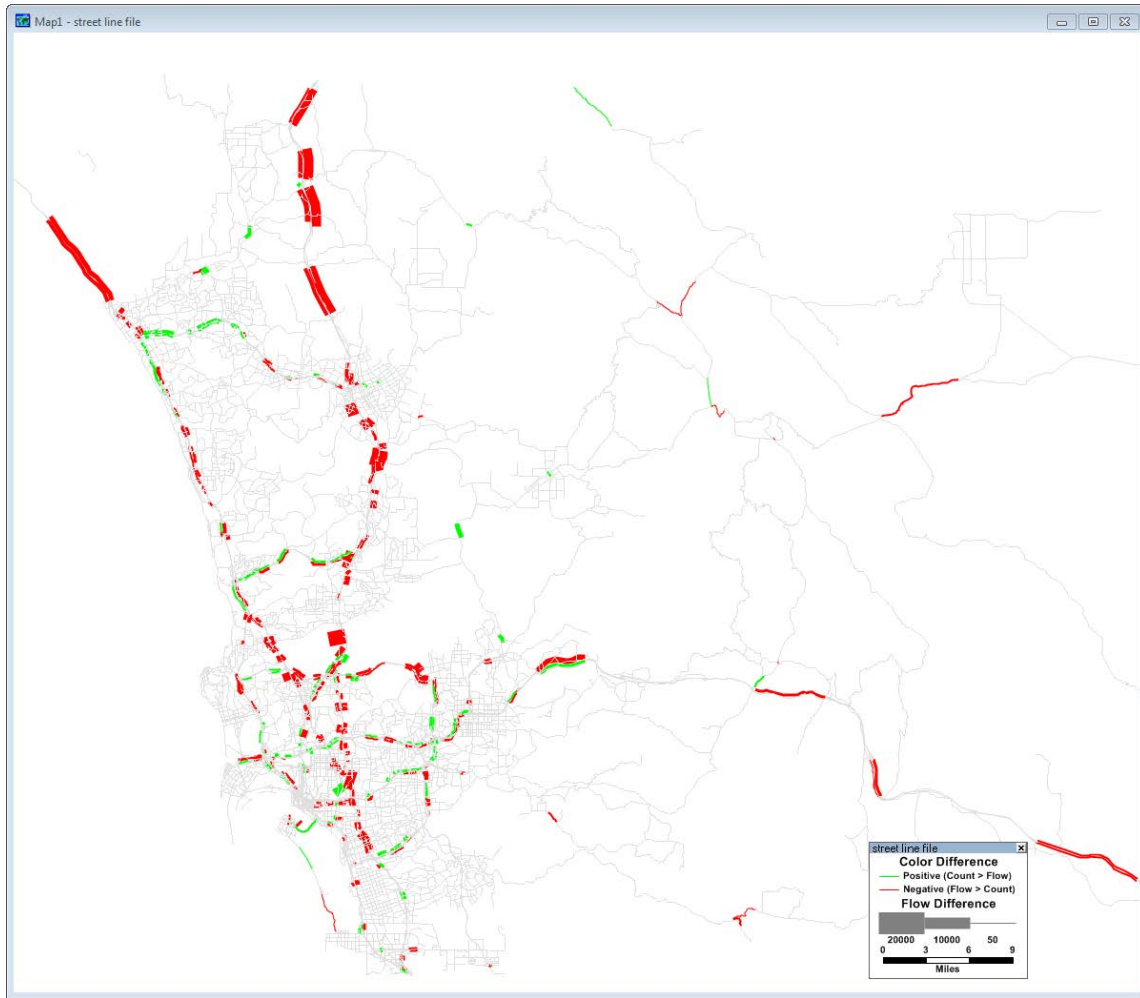 Map1 - street line file
street line file
Color Difference
Positive (Count > Flow)
Negative (Flow > Count)
Flow Difference
20000 10000 50
0 3 6 9
Miles